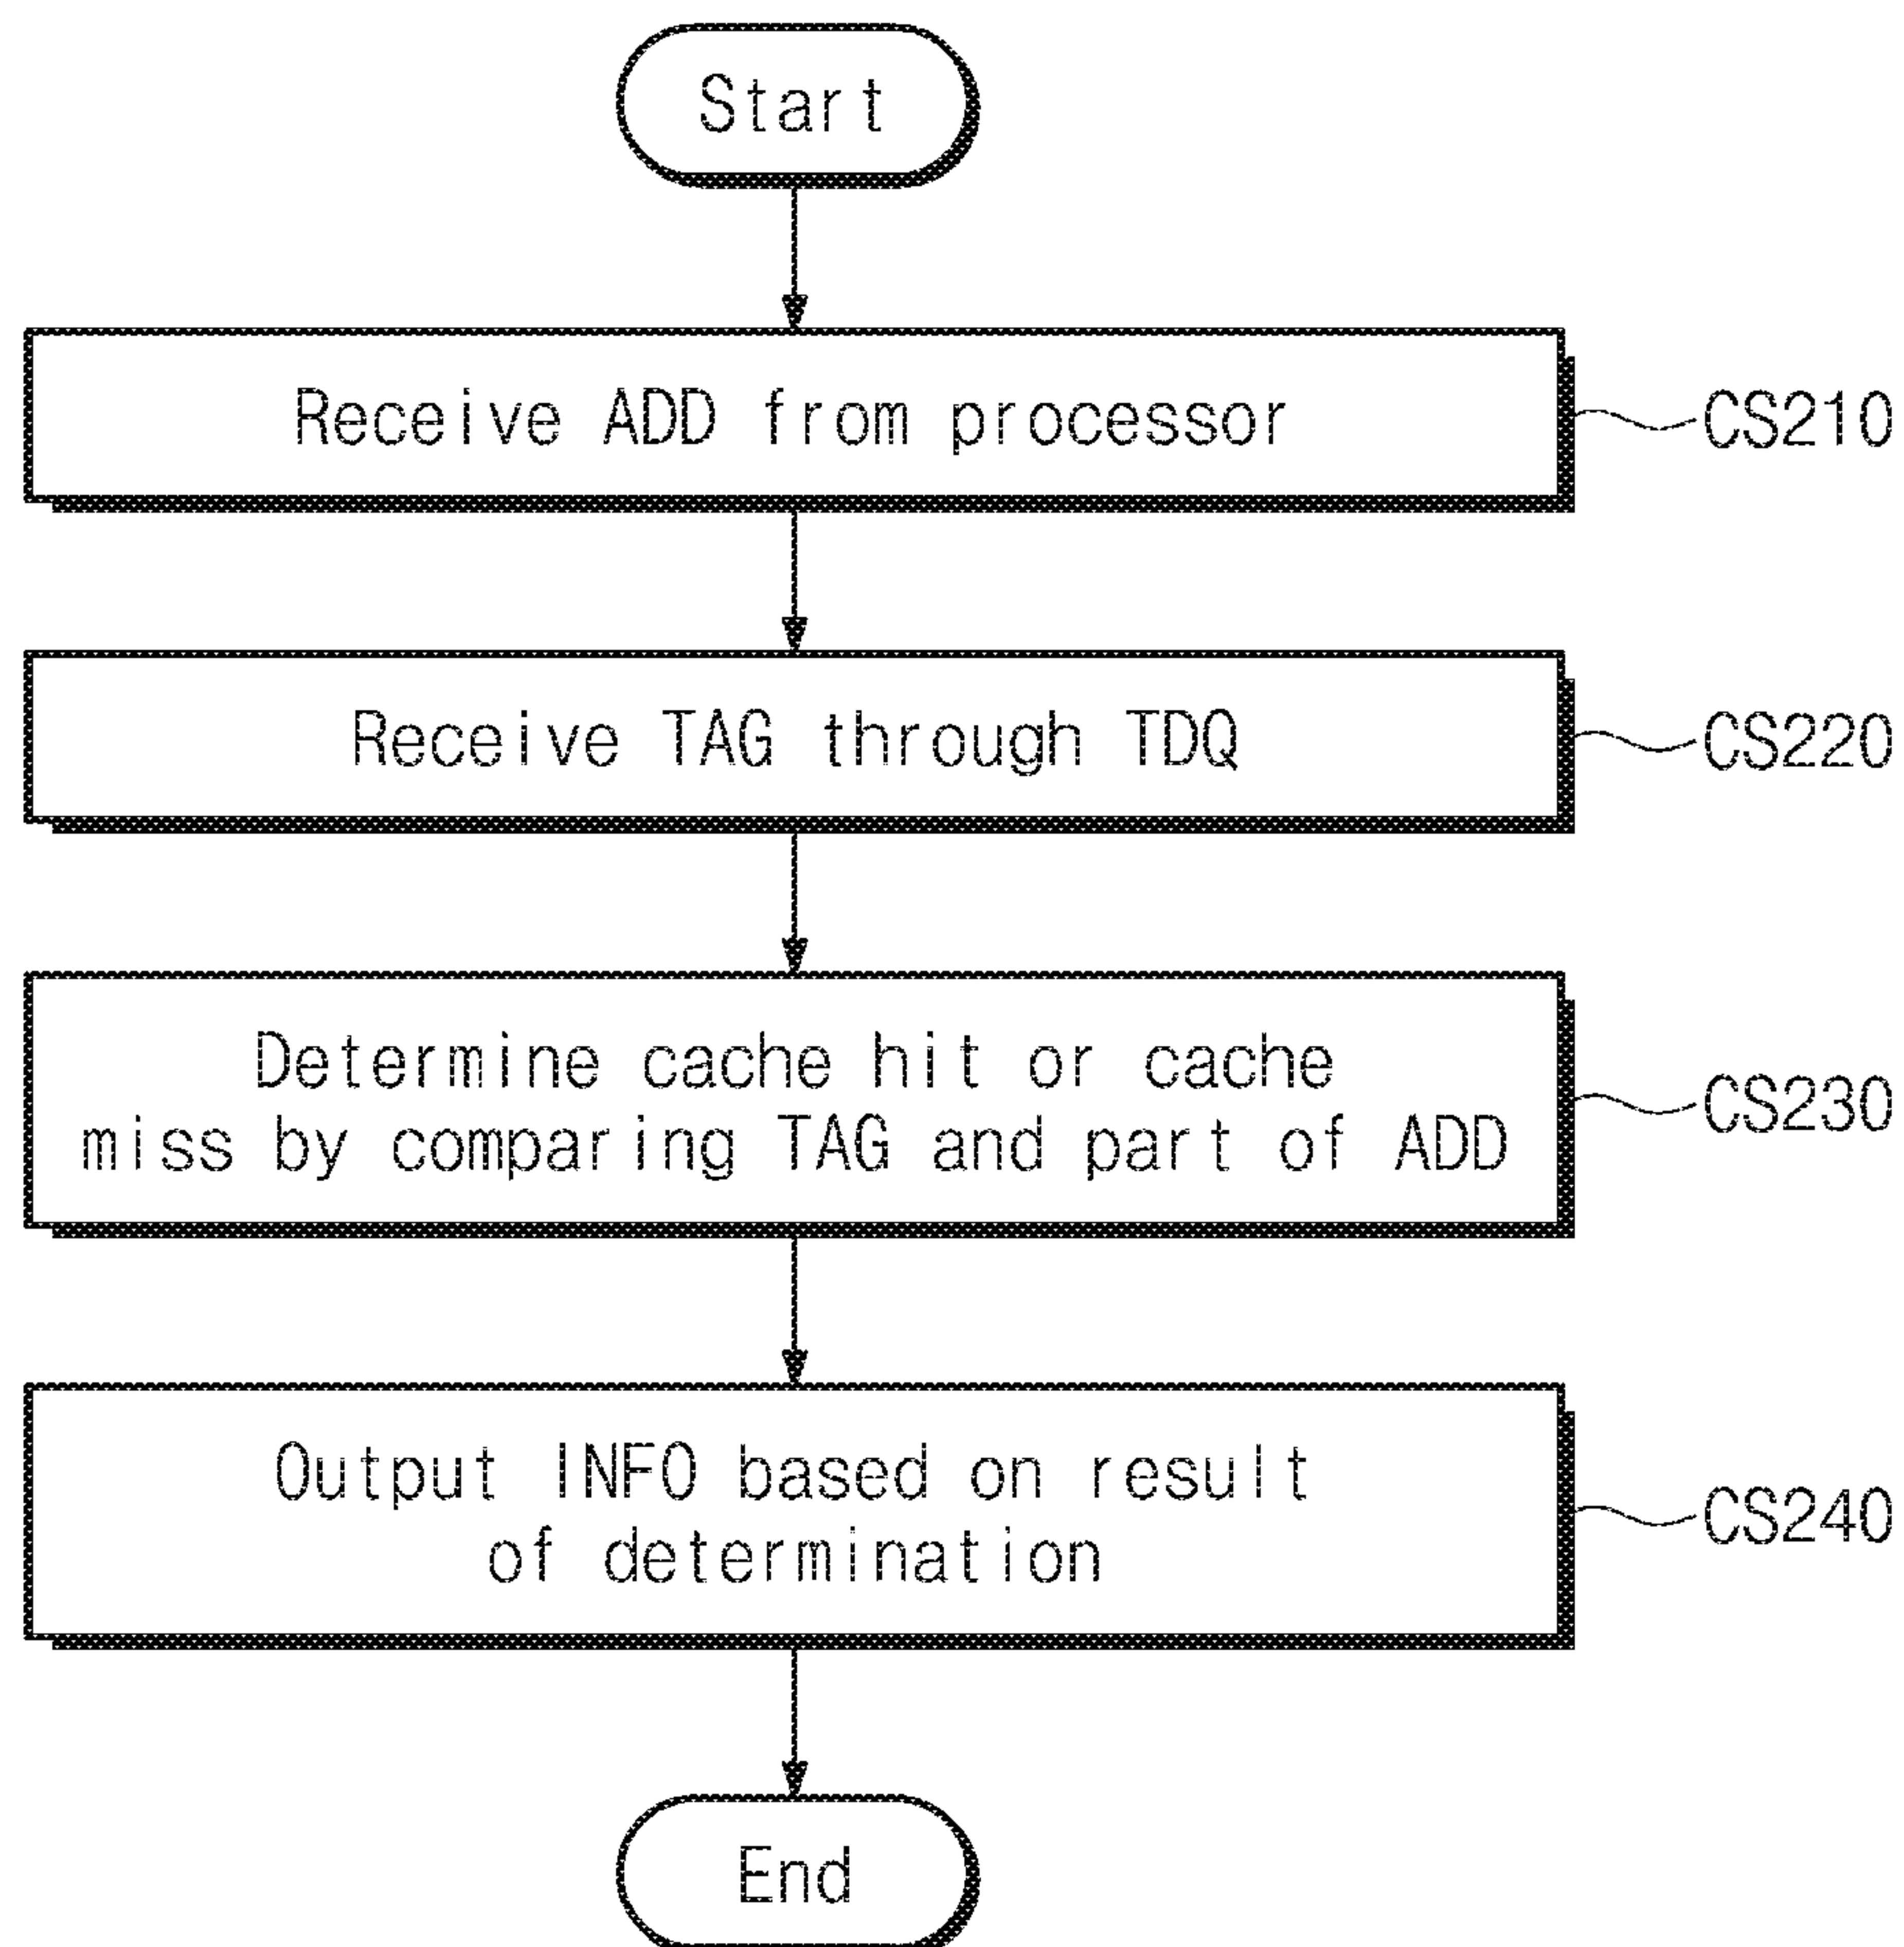 Start
Receive ADD from processor
CS210
Receive TAG through TDQ
CS220
Determine cache hit or cache
miss by comparing TAG and part of ADD
CS230
Output INFO based on result
of determination
CS240
End